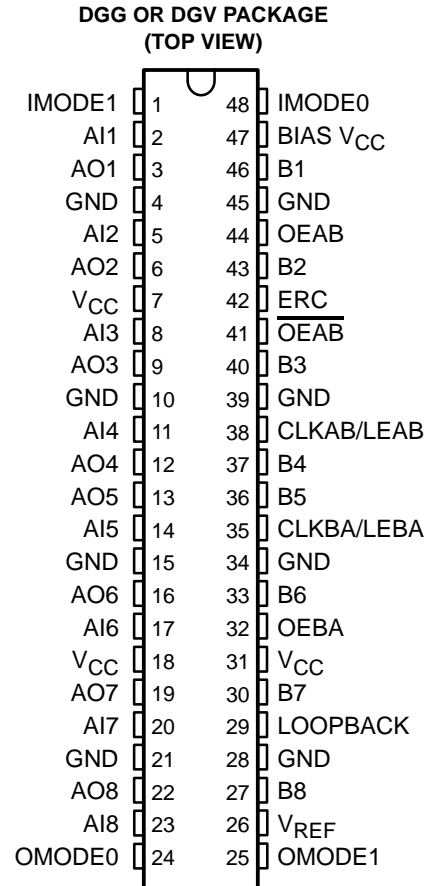 DGG OR DGV PACKAGE
(TOP VIEW)
IMODE1 1 48 IMODE0
AI1 2 47 BIAS VCC
AO1 3 46 B1
GND 4 45 GND
AI2 5 44 OEAB
AO2 6 43 B2
VCC 7 42 ERC
AI3 8 41 OEAB
AO3 9 40 B3
GND 10 39 GND
AI4 11 38 CLKAB/LEAB
AO4 12 37 B4
AO5 13 36 B5
AI5 14 35 CLKBA/LEBA
GND 15 34 GND
AO6 16 33 B6
AI6 17 32 OEBA
VCC 18 31 VCC
AO7 19 30 B7
AI7 20 29 LOOPBACK
GND 21 28 GND
AO8 22 27 B8
AI8 23 26 VREF
OMODE0 24 25 OMODE1